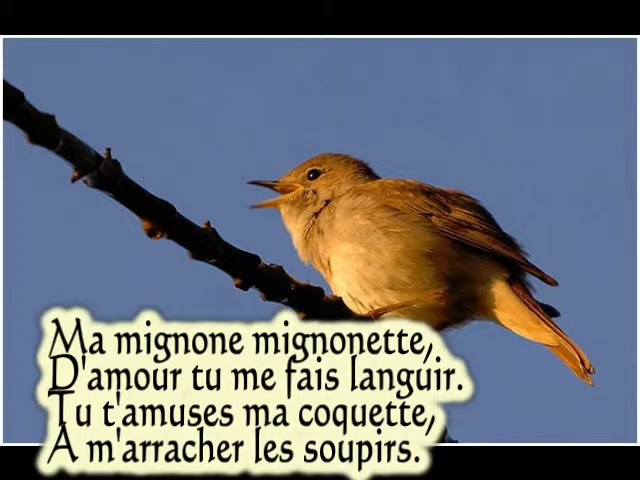 Ma mignone mignonette,
D'amour tu me fais languir.
Tu t'amuses ma coquette,
A m'arracher les soupirs.